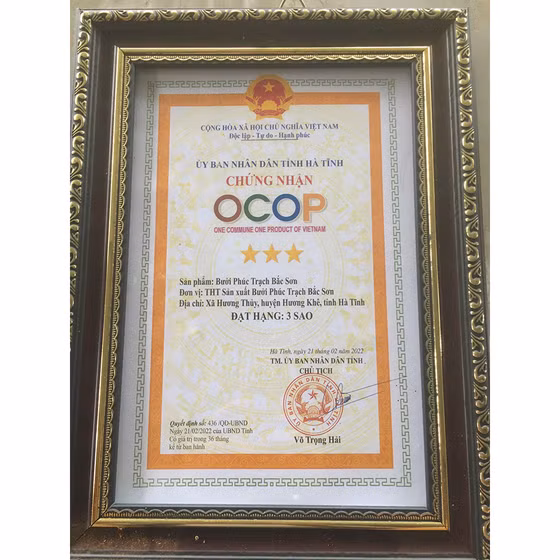 CỘNG HÒA XÃ HỘI CHỦ NGHĨA VIỆT NAM
Độc lập - Tự do - Hạnh phúc
ỦY BAN NHÂN DÂN TỈNH HÀ TĨNH
CHỨNG NHẬN
OCOP
ONE COMMUNE ONE PRODUCT OF VIETNAM
Sản phẩm: Bưởi Phúc Trạch Bắc Sơn
Đơn vị: THT Sản xuất Bưởi Phúc Trạch Bắc Sơn
Địa chỉ: Xã Hương Thủy, huyện Hương Khê, tỉnh Hà Tĩnh
ĐẠT HẠNG: 3 SAO
Hà Tĩnh, ngày 21 tháng 02 năm 2022
TM. ỦY BAN NHÂN DÂN TỈNH
CHỦ TỊCH
Quyết định số: 436 /QĐ-UBND
Ngày 21/02/2022 của UBND Tỉnh
Có giá trị trong 36 tháng
kể từ ban hành
Võ Trọng Hải